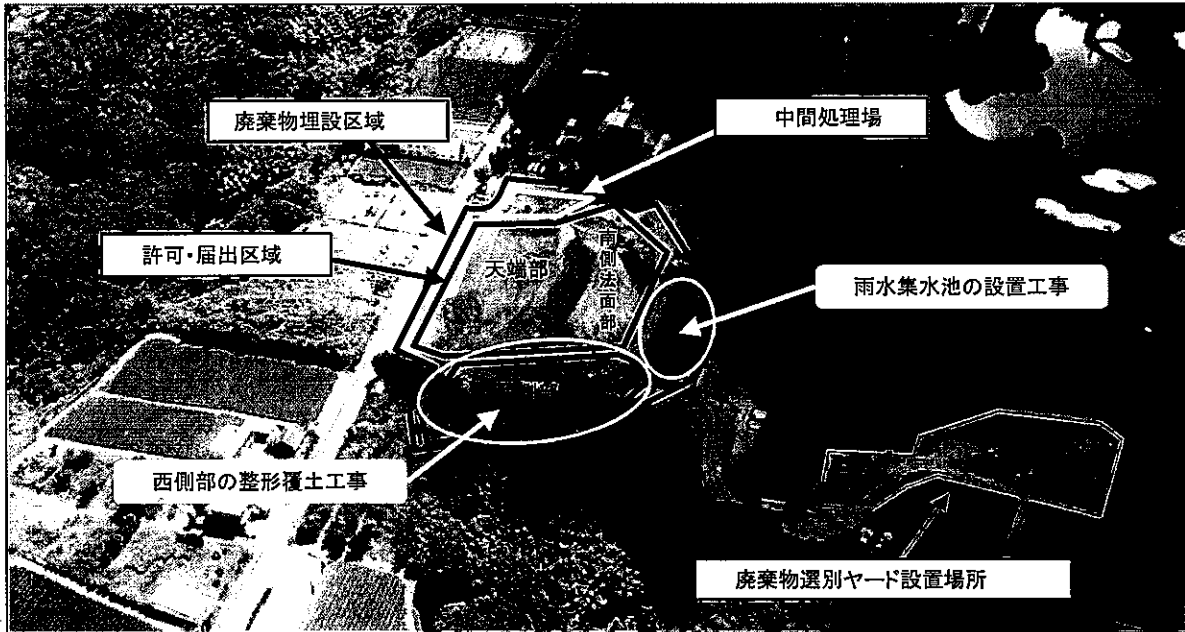 廃棄物埋設区域
中間処理場
許可・届出区域
天端部
南側法面部
雨水集水池の設置工事
西側部の整形覆土工事
廃棄物選別ヤード設置場所